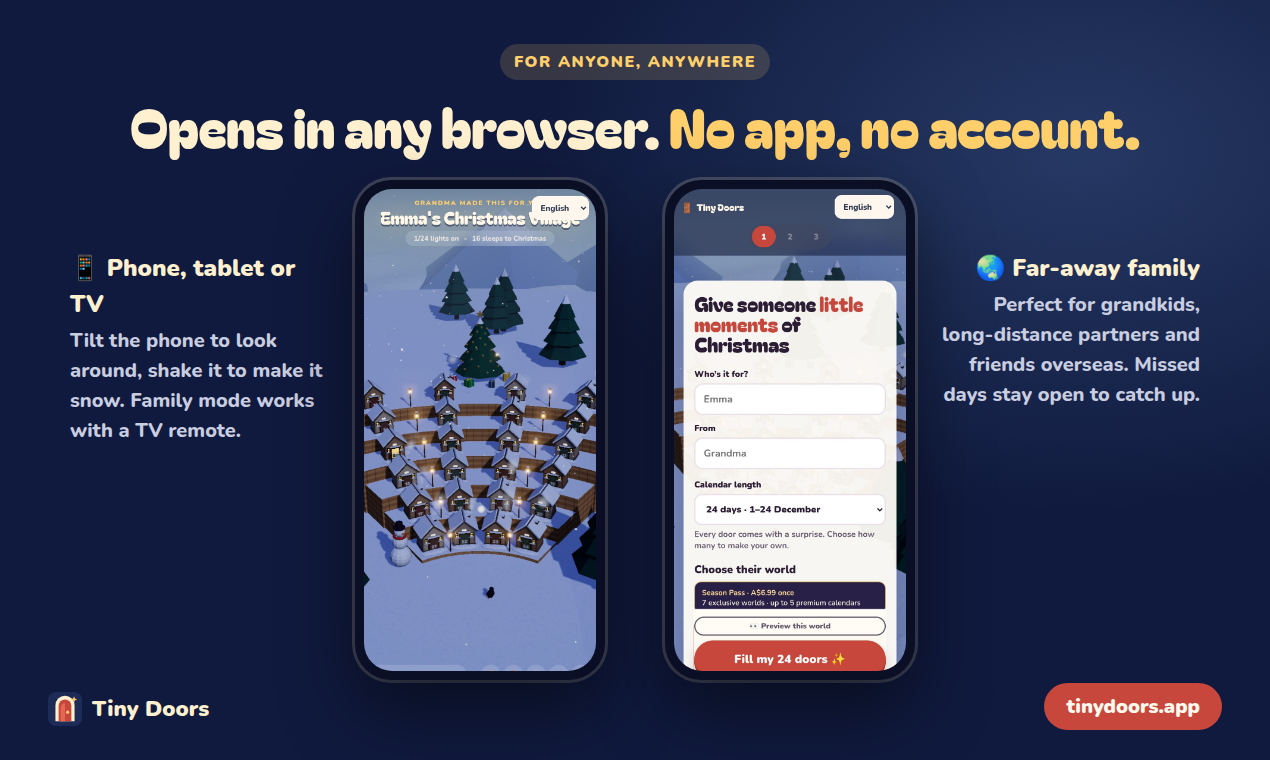 FOR ANYONE, ANYWHERE
Opens in any browser. No app, no account.
📱 Phone, tablet or
TV
Tilt the phone to look
around, shake it to make it
snow. Family mode works
with a TV remote.
GRANDMA MADE THIS FOR
English
Emma's Christmas Village
1/24 lights on - 16 sleeps to Christmas
Tiny Doors
English
1 2 3
Give someone little
moments of
Christmas
Who's it for?
Emma
From
Grandma
Calendar length
24 days · 1–24 December
Every door comes with a surprise. Choose how
many to make your own.
Choose their world
Season Pass · A$6.99 once
7 exclusive worlds · up to 5 premium calendars
👀 Preview this world
Fill my 24 doors ✨
🌏 Far-away family
Perfect for grandkids,
long-distance partners and
friends overseas. Missed
days stay open to catch up.
Tiny Doors
tinydoors.app